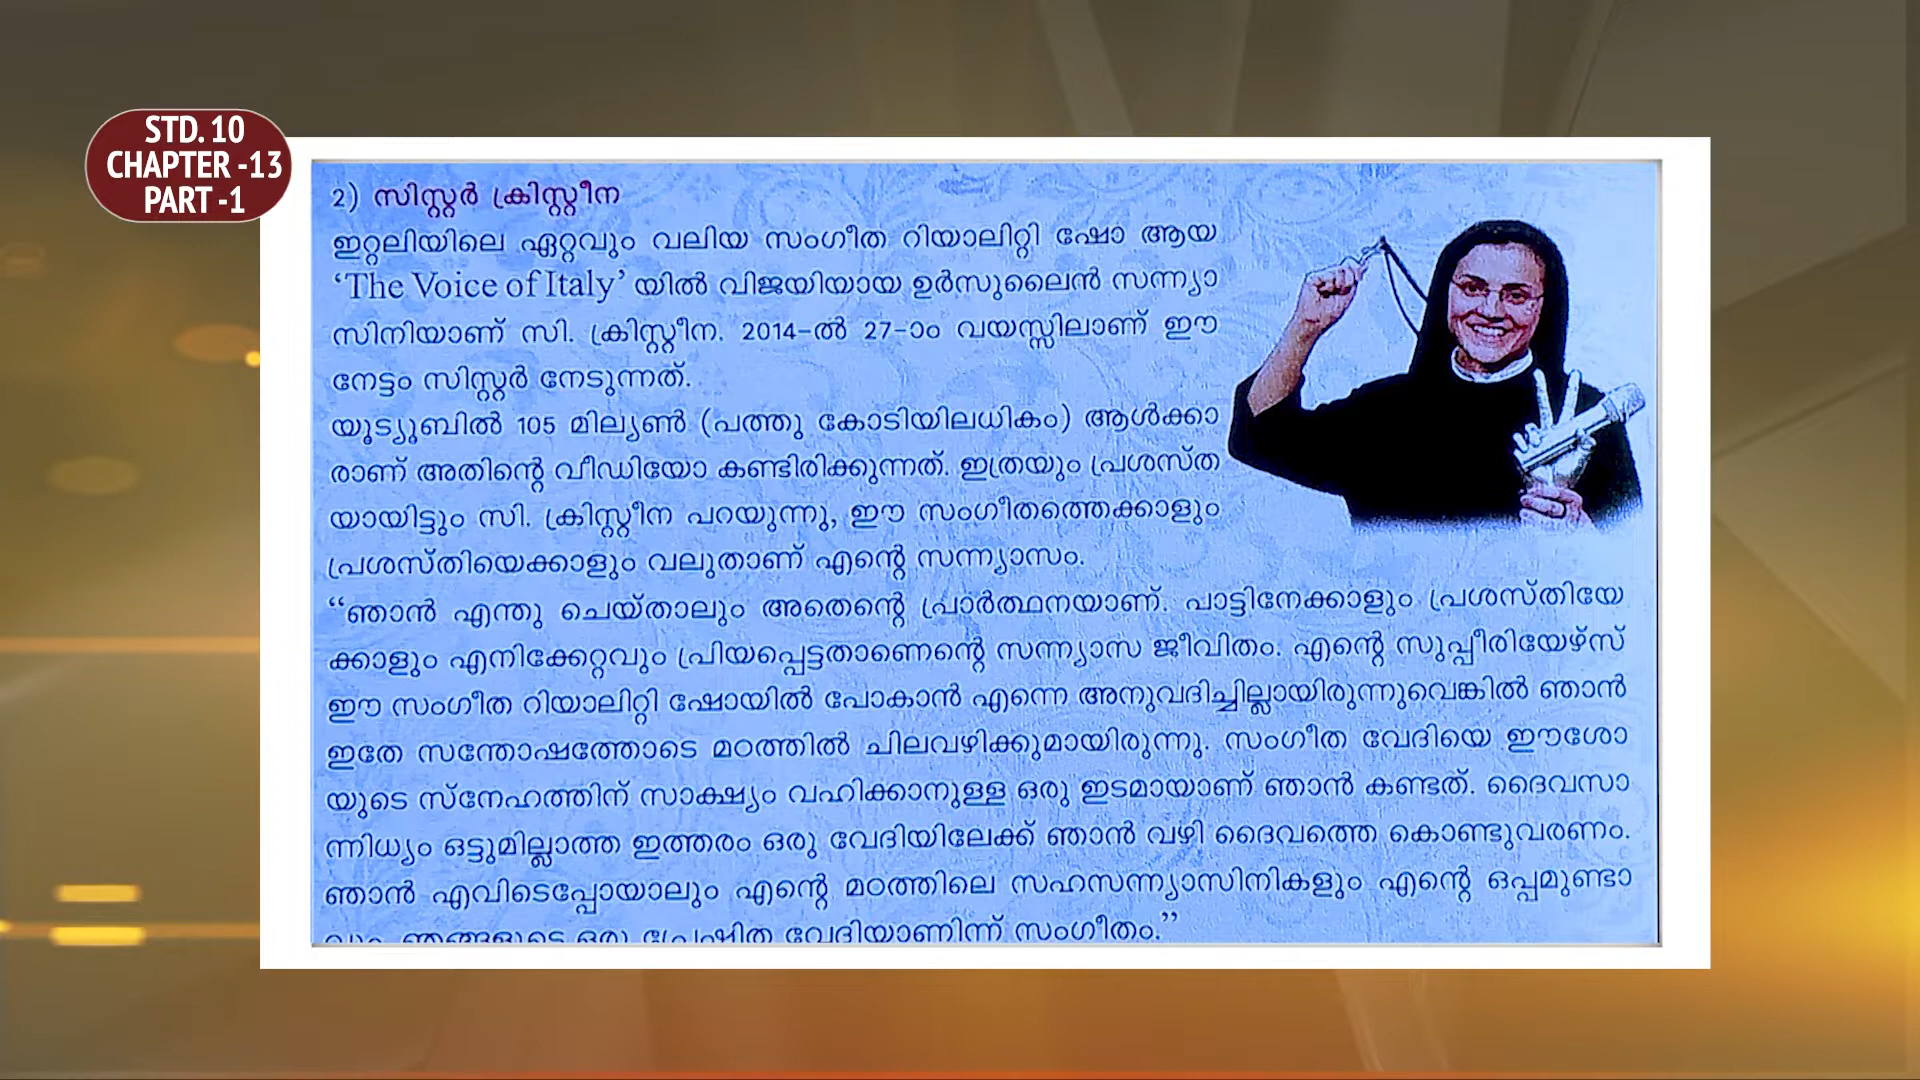 STD. 10
CHAPTER -13
PART -1
2) സിസ്റ്റർ ക്രിസ്റ്റീന
ഇറ്റലിയിലെ ഏറ്റവും വലിയ സംഗീത റിയാലിറ്റി ഷോ ആയ
‘The Voice of Italy’ യിൽ വിജയിയായ ഉർസുലൈൻ സന്ന്യാ
സിനിയാണ് സി. ക്രിസ്റ്റീന. 2014-ൽ 27-ാം വയസ്സിലാണ് ഈ
നേട്ടം സിസ്റ്റർ നേടുന്നത്.
യൂട്യൂബിൽ 105 മില്യൺ (പത്തു കോടിയിലധികം) ആൾക്കാ
രാണ് അതിന്റെ വീഡിയോ കണ്ടിരിക്കുന്നത്. ഇത്രയും പ്രശസ്ത
യായിട്ടും സി. ക്രിസ്റ്റീന പറയുന്നു, ഈ സംഗീതത്തെക്കാളും
പ്രശസ്തിയെക്കാളും വലുതാണ് എന്റെ സന്ന്യാസം.
“ഞാൻ എന്തു ചെയ്താലും അതെന്റെ പ്രാർത്ഥനയാണ്. പാട്ടിനേക്കാളും പ്രശസ്തിയേ
ക്കാളും എനിക്കേറ്റവും പ്രിയപ്പെട്ടതാണെന്റെ സന്ന്യാസ ജീവിതം. എന്റെ സുപ്പീരിയേഴ്സ്
ഈ സംഗീത റിയാലിറ്റി ഷോയിൽ പോകാൻ എന്നെ അനുവദിച്ചില്ലായിരുന്നുവെങ്കിൽ ഞാൻ
ഇതേ സന്തോഷത്തോടെ മഠത്തിൽ ചിലവഴിക്കുമായിരുന്നു. സംഗീത വേദിയെ ഈശോ
യുടെ സ്നേഹത്തിന് സാക്ഷ്യം വഹിക്കാനുള്ള ഒരു ഇടമായാണ് ഞാൻ കണ്ടത്. ദൈവസാ
ന്നിധ്യം ഒട്ടുമില്ലാത്ത ഇത്തരം ഒരു വേദിയിലേക്ക് ഞാൻ വഴി ദൈവത്തെ കൊണ്ടുവരണം.
ഞാൻ എവിടെപ്പോയാലും എന്റെ മഠത്തിലെ സഹസന്ന്യാസിനികളും എന്റെ ഒപ്പമുണ്ടാ
വും. ഞങ്ങളുടെ ഒരു പ്രേഷിത വേദിയാണിന്ന് സംഗീതം.”